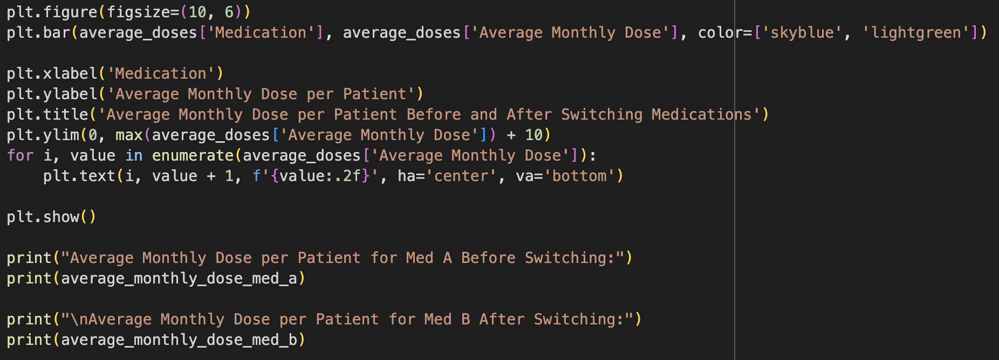 plt.figure(figsize=(10, 6))
plt.bar(average_doses['Medication'], average_doses['Average Monthly Dose'], color=['skyblue', 'lightgreen'])
plt.xlabel('Medication')
plt.ylabel('Average Monthly Dose per Patient')
plt.title('Average Monthly Dose per Patient Before and After Switching Medications')
plt.ylim(0, max(average_doses['Average Monthly Dose']) + 10)
for i, value in enumerate(average_doses['Average Monthly Dose']):
    plt.text(i, value + 1, f'{value:.2f}', ha='center', va='bottom')
plt.show()
print("Average Monthly Dose per Patient for Med A Before Switching:")
print(average_monthly_dose_med_a)
print("\nAverage Monthly Dose per Patient for Med B After Switching:")
print(average_monthly_dose_med_b)